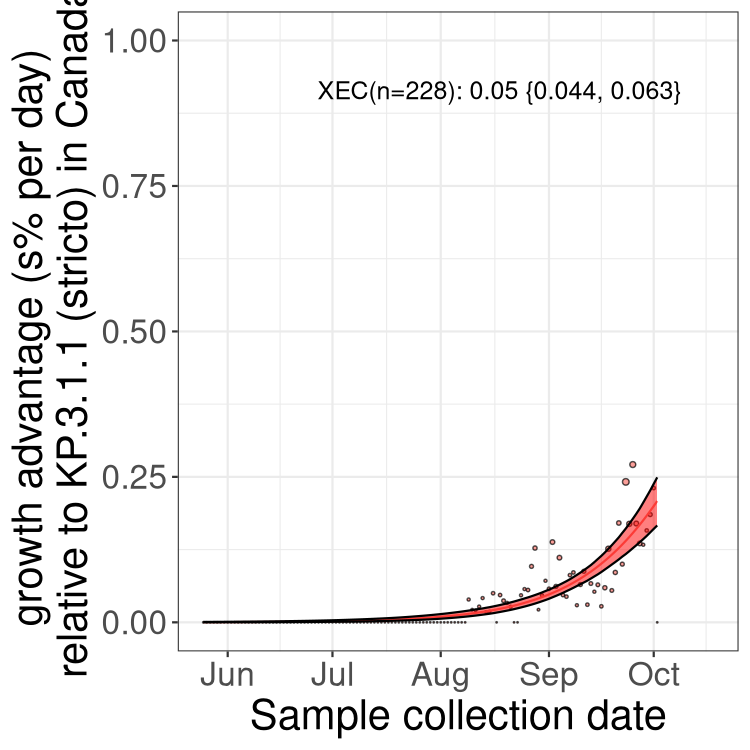 growth advantage (s% per day)
relative to KP.3.1.1 (stricto) in Canada
1.00
XEC(n=228): 0.05 {0.044, 0.063}
0.75
0.50
0.25
0.00
Jun Jul Aug Sep Oct
Sample collection date